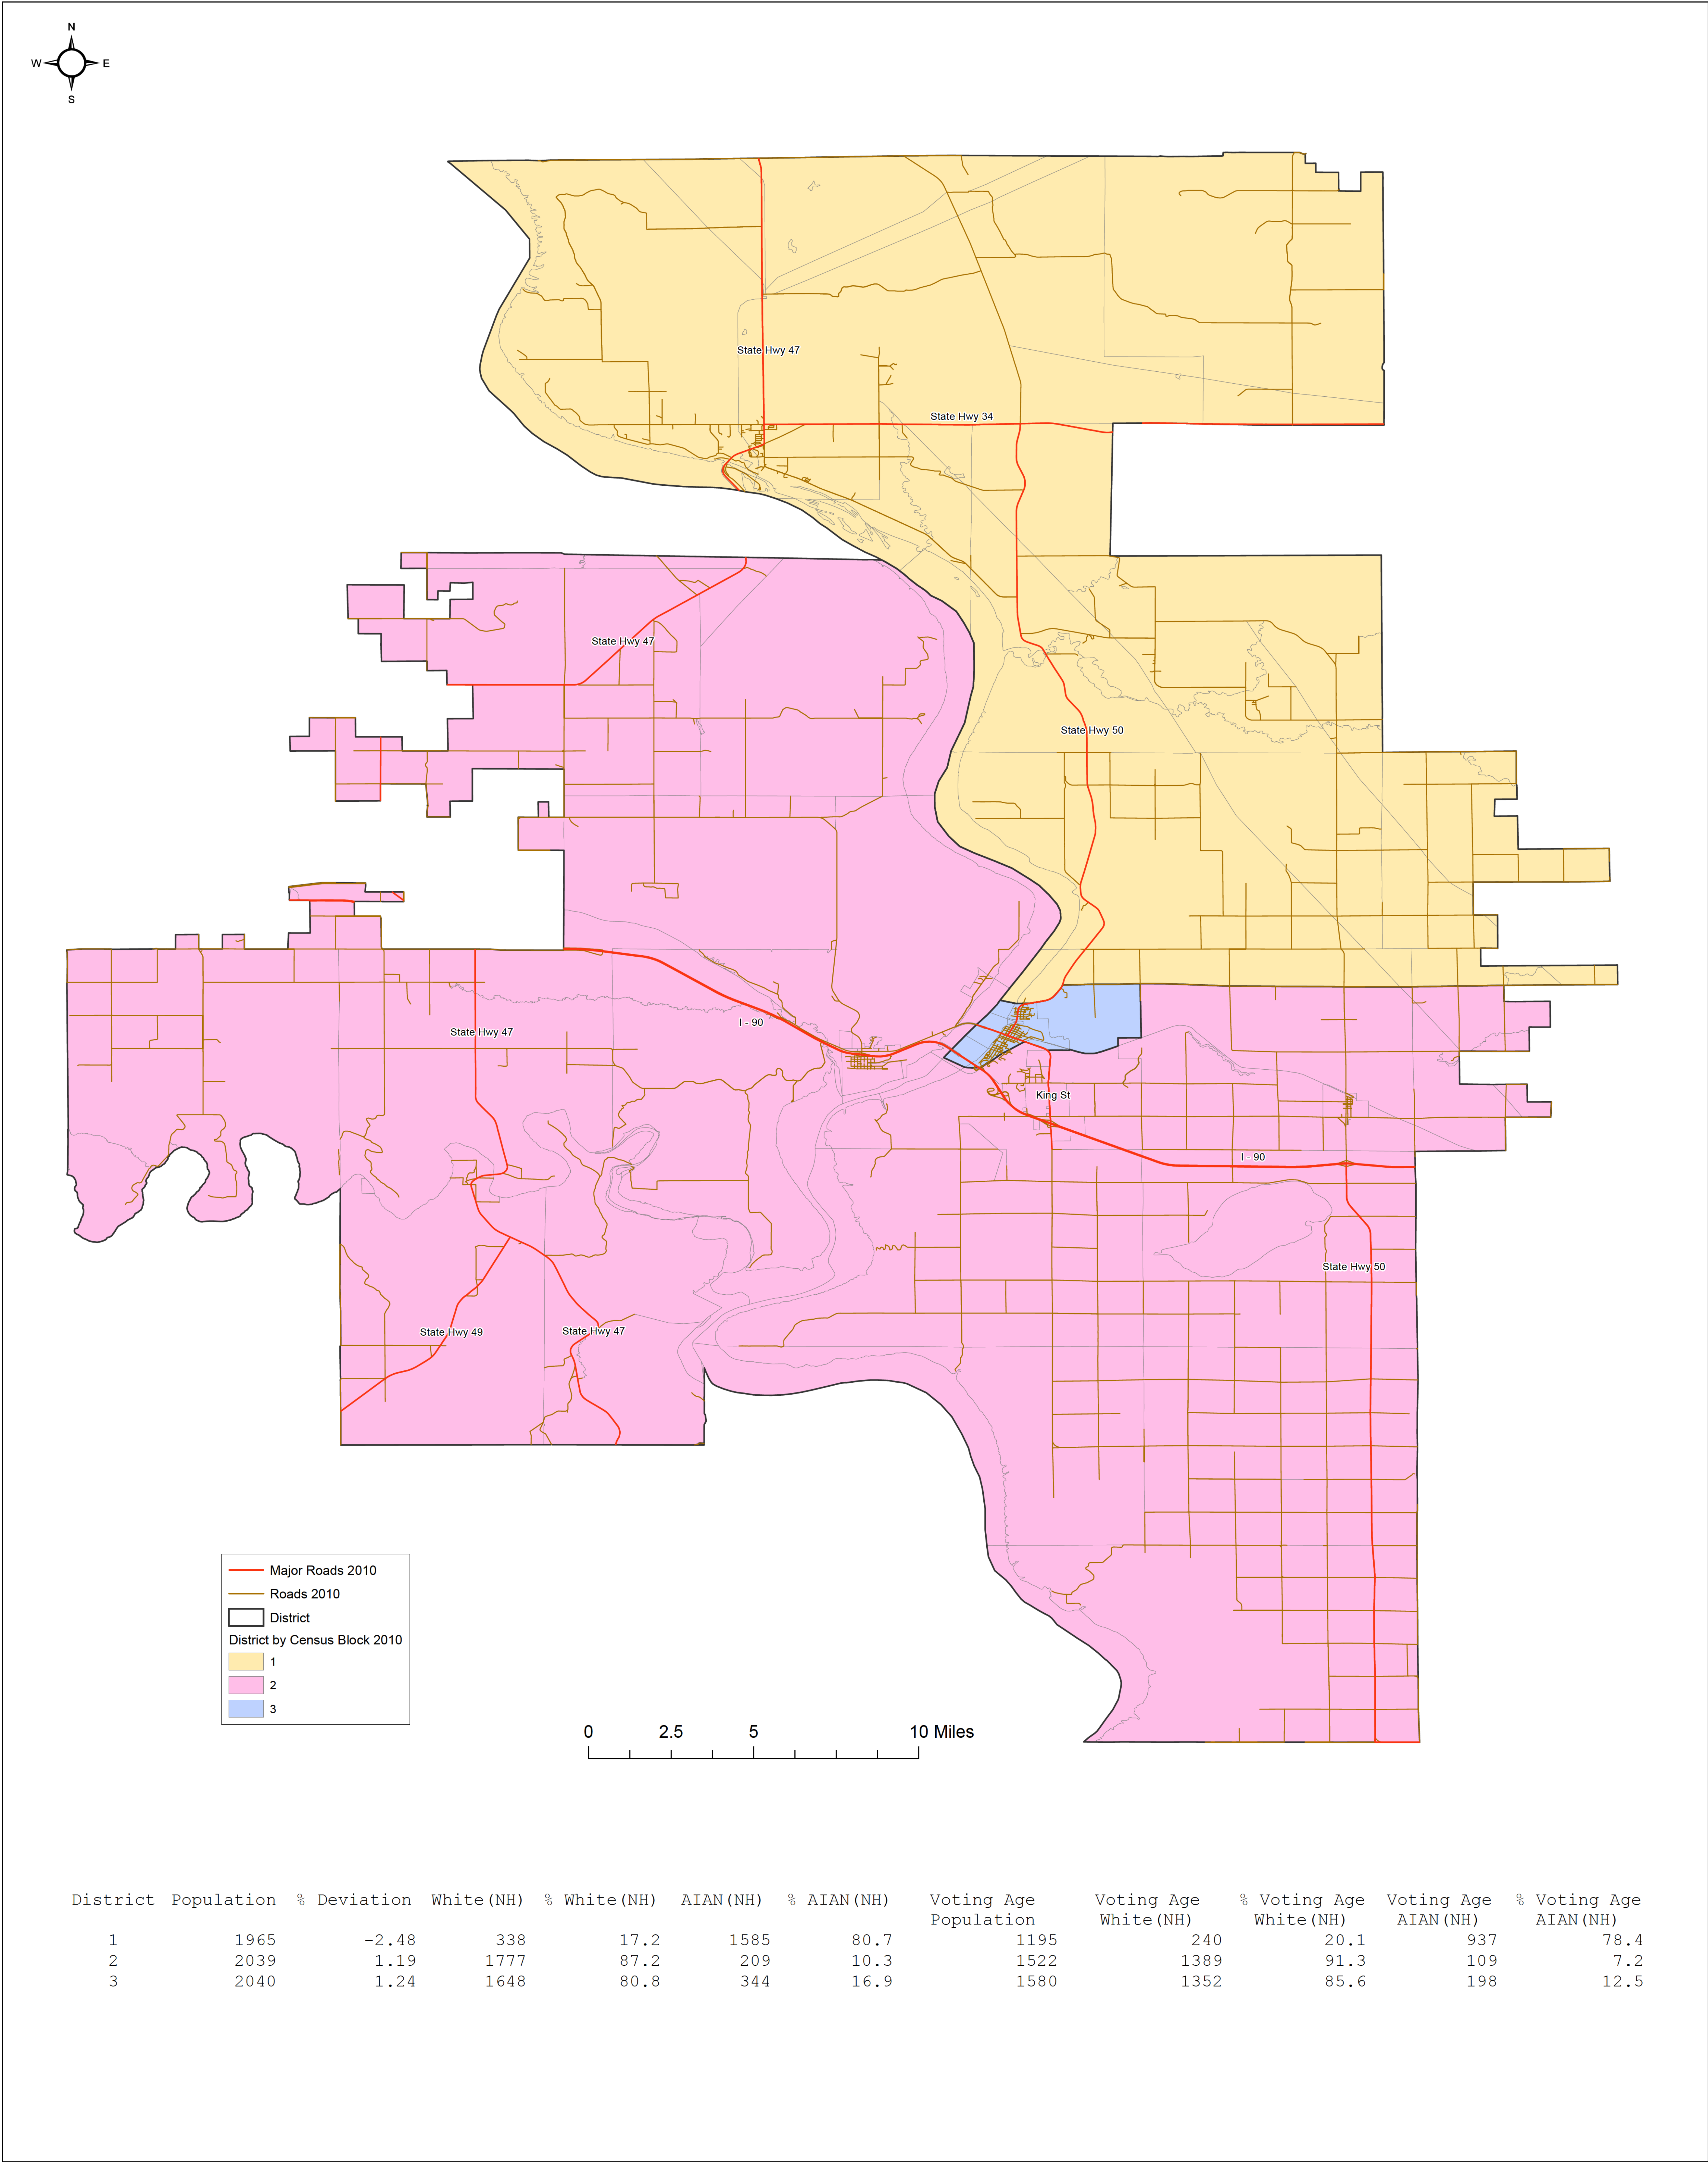 N
W E
S
State Hwy 47
State Hwy 34
State Hwy 47
State Hwy 50
State Hwy 47
I - 90
King St
I - 90
State Hwy 50
State Hwy 49
State Hwy 47
Major Roads 2010
Roads 2010
District
District by Census Block 2010
1
2
3
0 2.5 5 10 Miles
District Population % Deviation White(NH) % White(NH) AIAN(NH) % AIAN(NH) Voting Age Voting Age % Voting Age Voting Age % Voting Age
Population White(NH) White(NH) AIAN(NH) AIAN(NH)
1 1965 -2.48 338 17.2 1585 80.7 1195 240 20.1 937 78.4
2 2039 1.19 1777 87.2 209 10.3 1522 1389 91.3 109 7.2
3 2040 1.24 1648 80.8 344 16.9 1580 1352 85.6 198 12.5